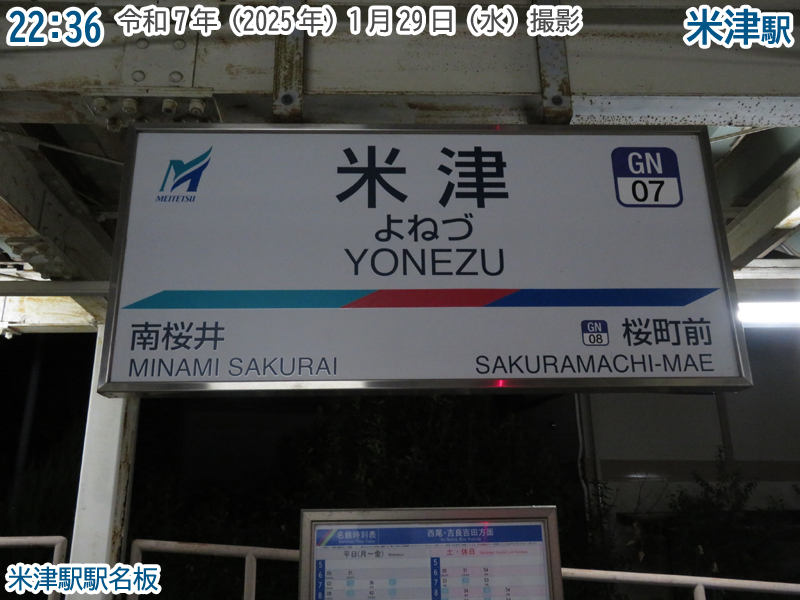 22:36 令和7年（2025年）1月29日（水）撮影
米津駅
MEITETSU
米津
よねづ
YONEZU
GN
07
南桜井
MINAMI SAKURAI
GN
08
桜町前
SAKURAMACHI-MAE
名鉄時刻表
西尾・吉良吉田方面
平日(月〜金)
土・休日
米津駅駅名板